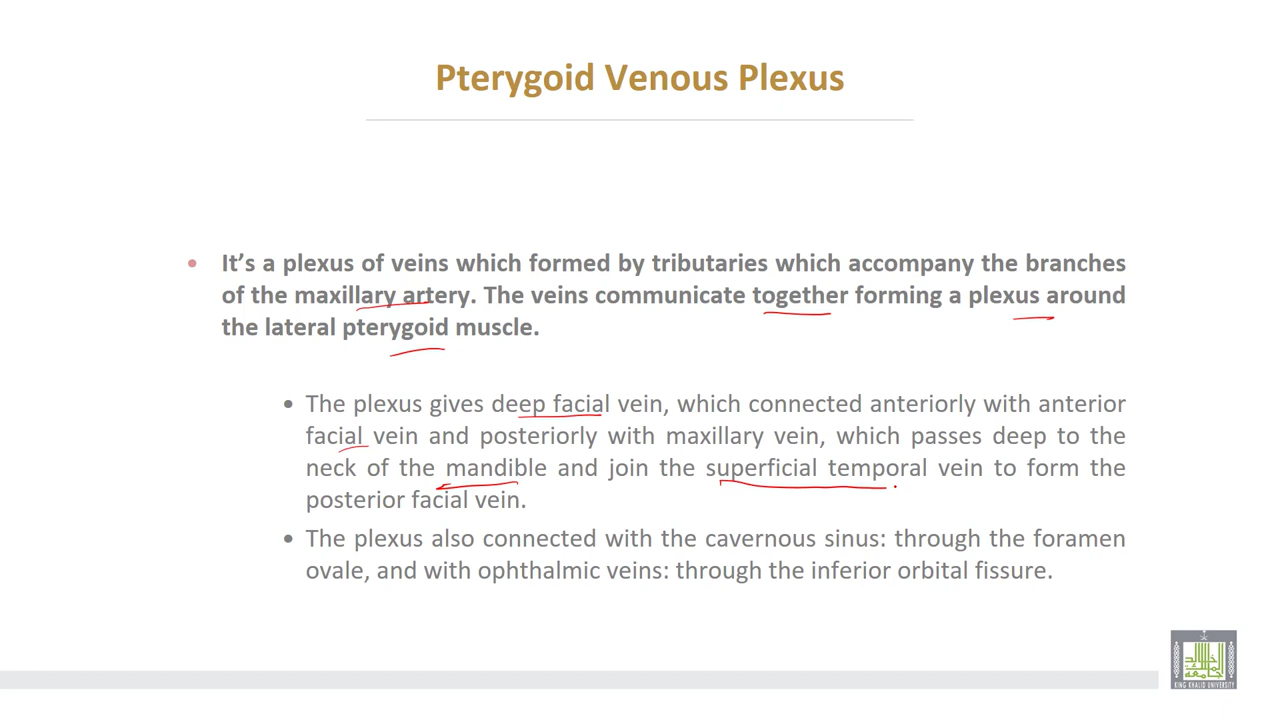 Pterygoid Venous Plexus
• It’s a plexus of veins which formed by tributaries which accompany the branches
of the maxillary artery. The veins communicate together forming a plexus around
the lateral pterygoid muscle.
• The plexus gives deep facial vein, which connected anteriorly with anterior
facial vein and posteriorly with maxillary vein, which passes deep to the
neck of the mandible and join the superficial temporal vein to form the
posterior facial vein.
• The plexus also connected with the cavernous sinus: through the foramen
ovale, and with ophthalmic veins: through the inferior orbital fissure.
KING KHALID UNIVERSITY